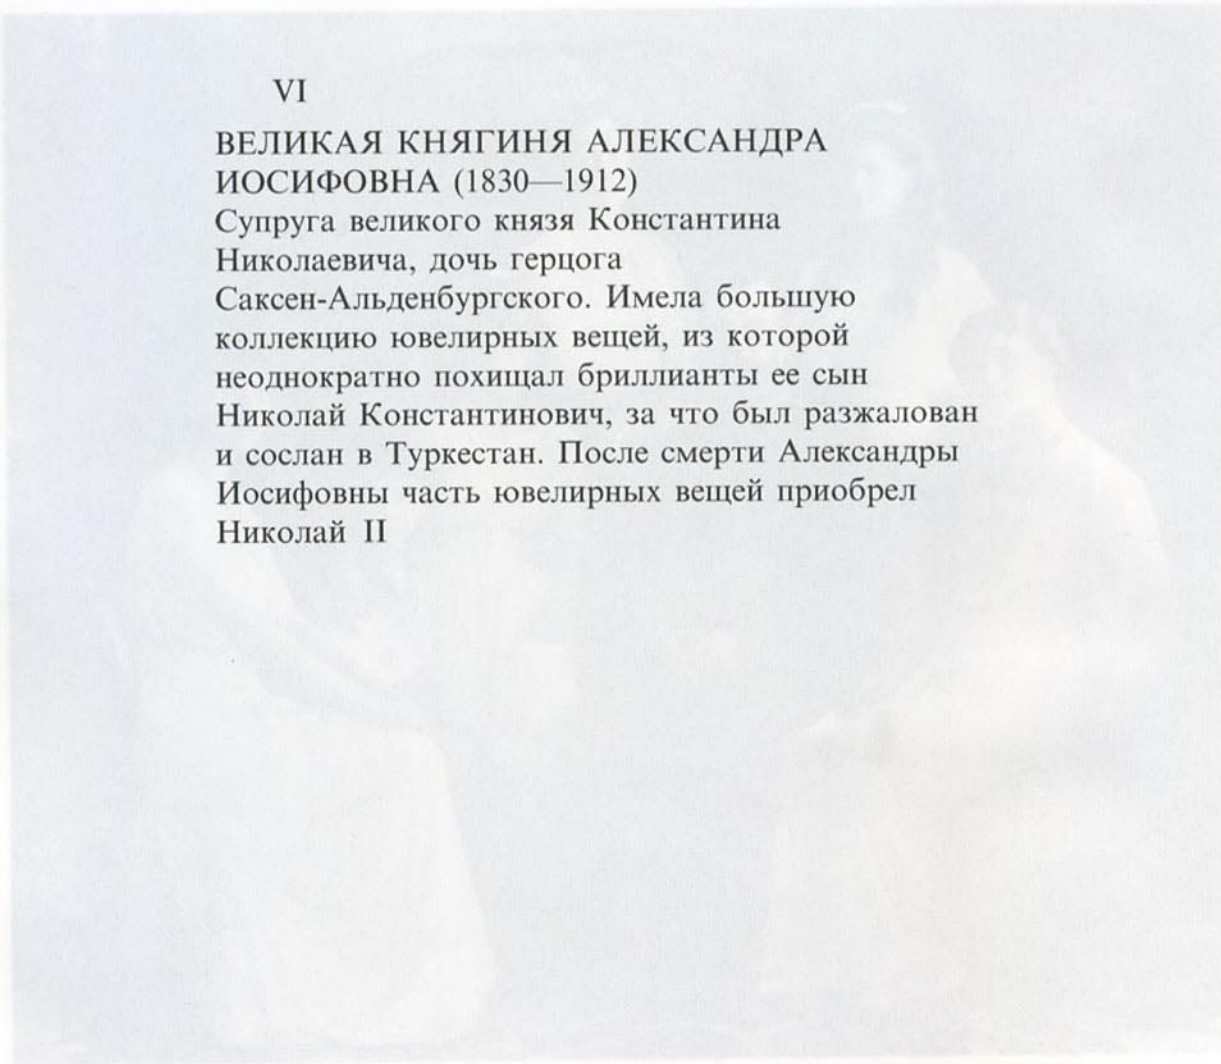 VI
ВЕЛИКАЯ КНЯГИНЯ АЛЕКСАНДРА
ИОСИФОВНА (1830—1912)
Супруга великого князя Константина
Николаевича, дочь герцога
Саксен-Альденбургского. Имела большую
коллекцию ювелирных вещей, из которой
неоднократно похищал бриллианты ее сын
Николай Константинович, за что был разжалован
и сослан в Туркестан. После смерти Александры
Иосифовны часть ювелирных вещей приобрел
Николай II